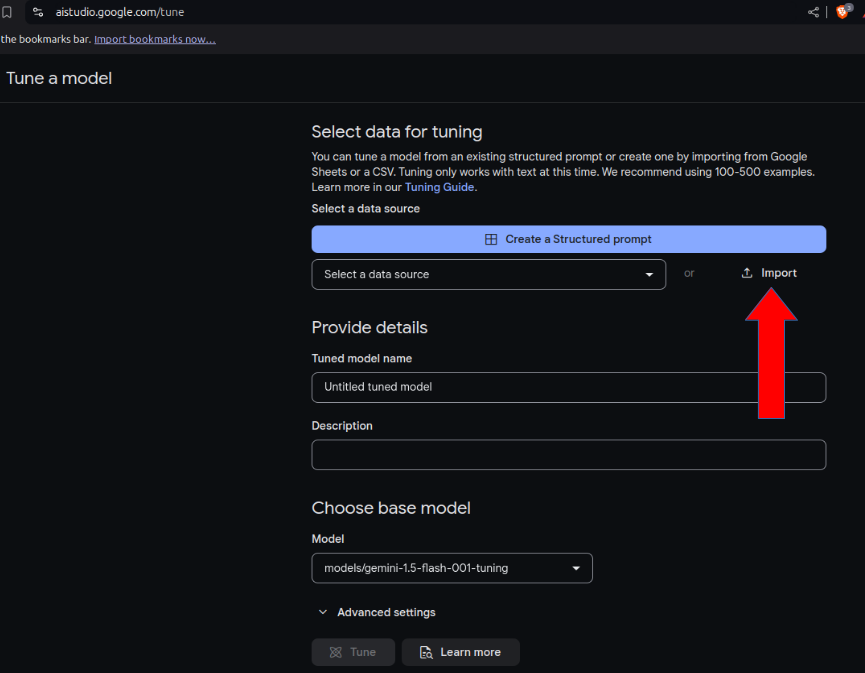 aistudio.google.com/tune
the bookmarks bar. Import bookmarks now...
Tune a model
Select data for tuning
You can tune a model from an existing structured prompt or create one by importing from Google
Sheets or a CSV. Tuning only works with text at this time. We recommend using 100-500 examples.
Learn more in our Tuning Guide.
Select a data source
Create a Structured prompt
Select a data source
or
Import
Provide details
Tuned model name
Untitled tuned model
Description
Choose base model
Model
models/gemini-1.5-flash-001-tuning
Advanced settings
Tune
Learn more